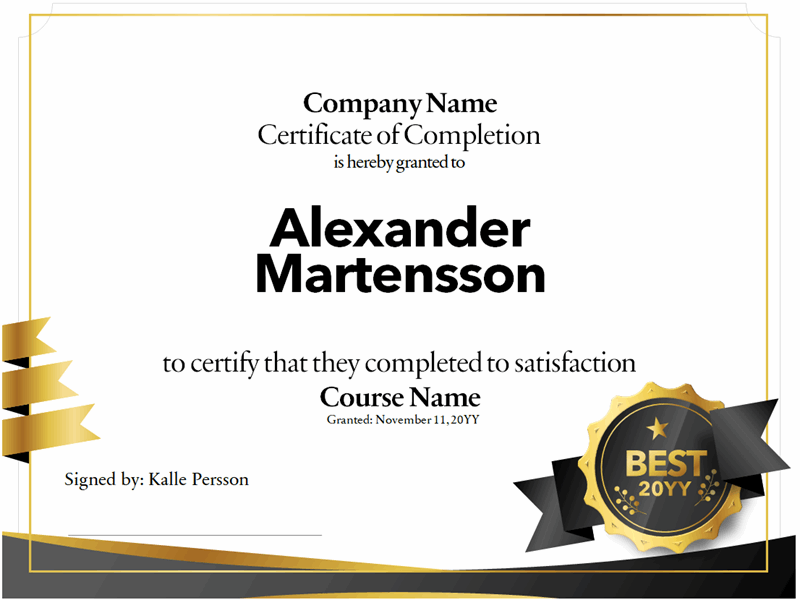 Company Name
Certificate of Completion
is hereby granted to
Alexander
Martensson
to certify that they completed to satisfaction
Course Name
Granted: November 11, 20YY
Signed by: Kalle Persson
BEST
20YY